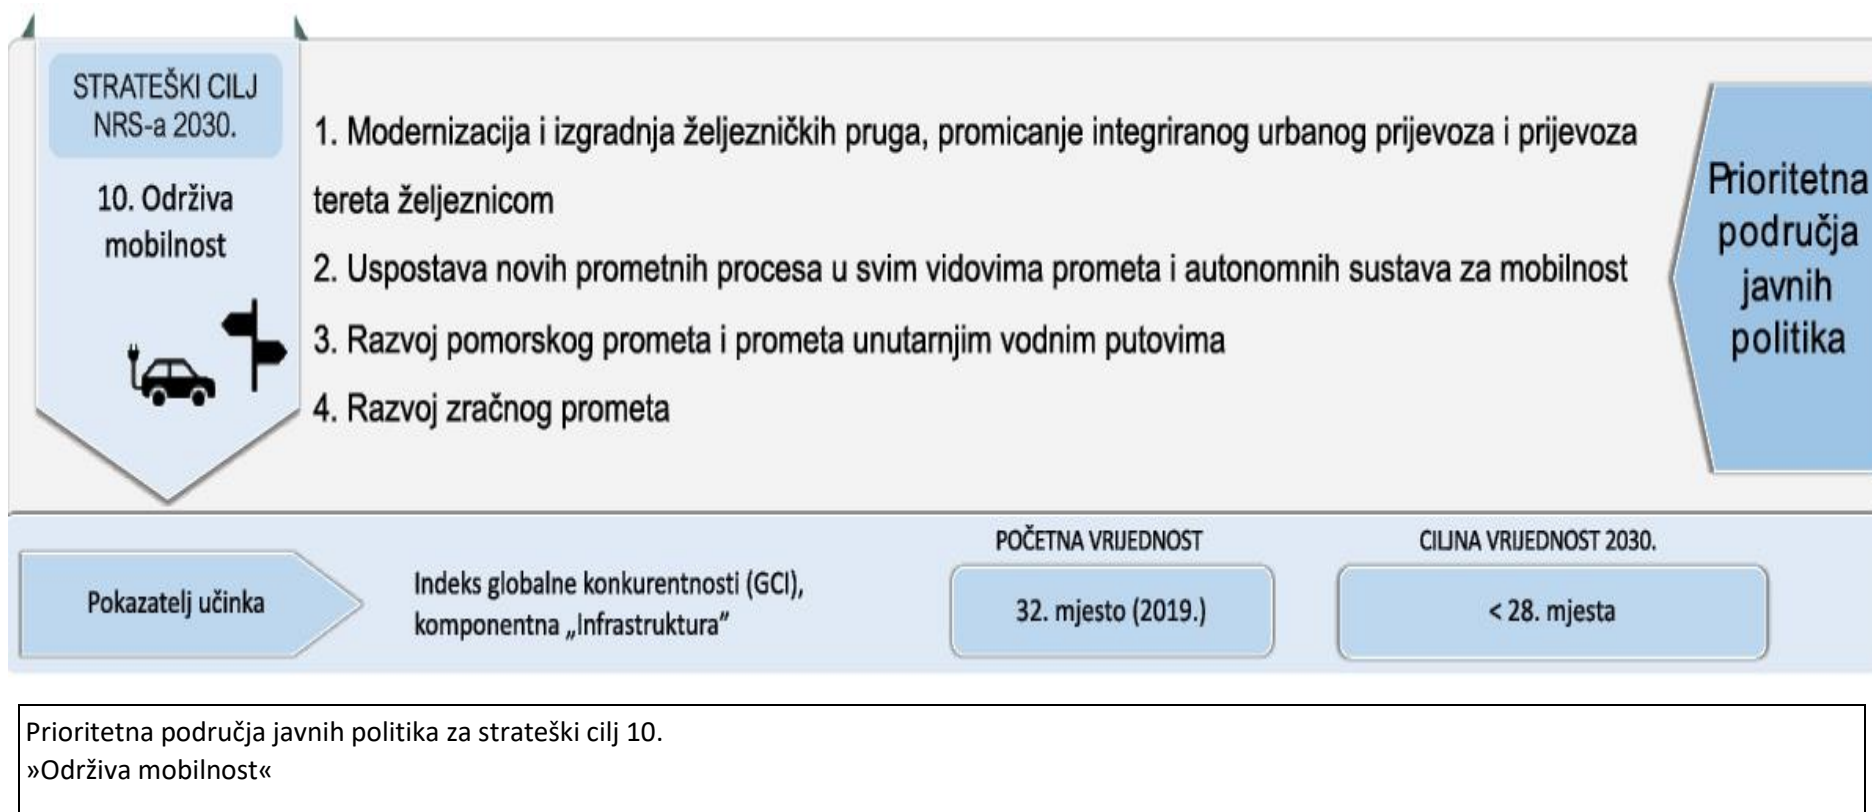 STRATEŠKI CILJ
NRS-a 2030.
10. Održiva
mobilnost
1. Modernizacija i izgradnja željezničkih pruga, promicanje integriranog urbanog prijevoza i prijevoza
tereta željeznicom
2. Uspostava novih prometnih procesa u svim vidovima prometa i autonomnih sustava za mobilnost
3. Razvoj pomorskog prometa i prometa unutarnjim vodnim putovima
4. Razvoj zračnog prometa
Prioritetna
područja
javnih
politika
Pokazatelj učinka
Indeks globalne konkurentnosti (GCI),
komponentna „Infrastruktura”
POČETNA VRIJEDNOST
32. mjesto (2019.)
CILJNA VRIJEDNOST 2030.
< 28. mjesta
Prioritetna područja javnih politika za strateški cilj 10.
»Održiva mobilnost«